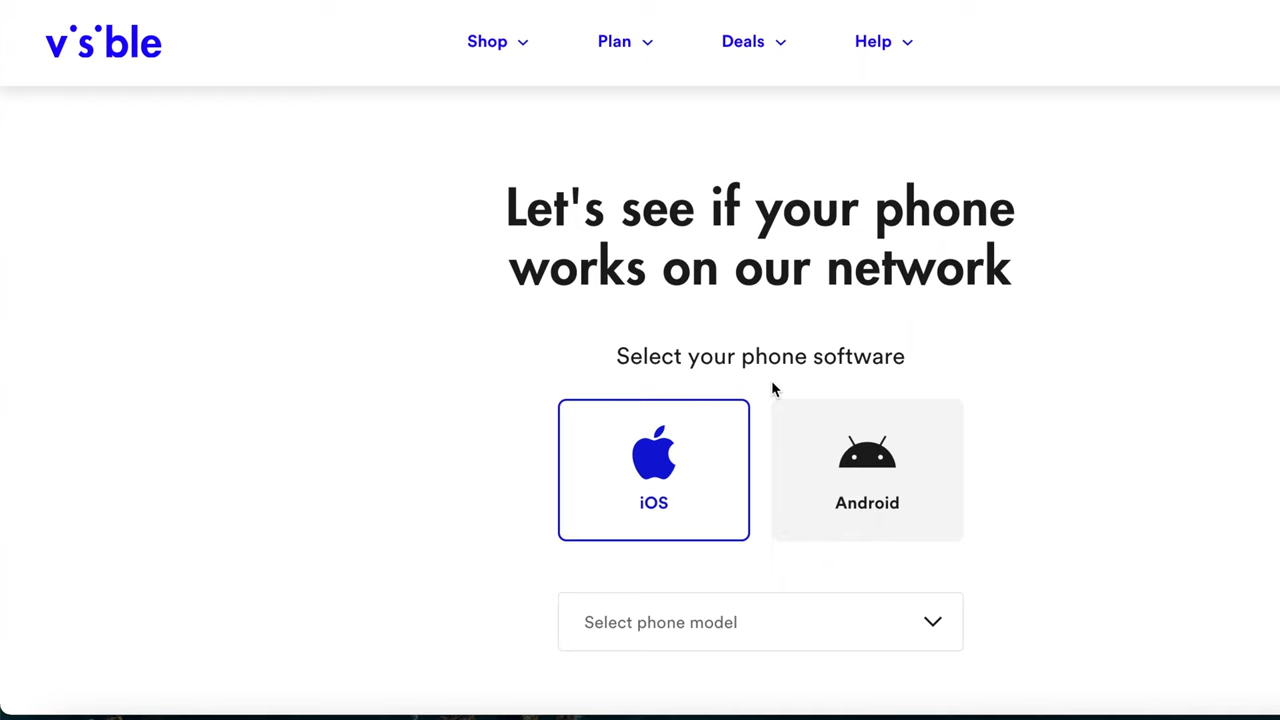 visible
Shop Plan Deals Help
Let's see if your phone
works on our network
Select your phone software
iOS Android
Select phone model